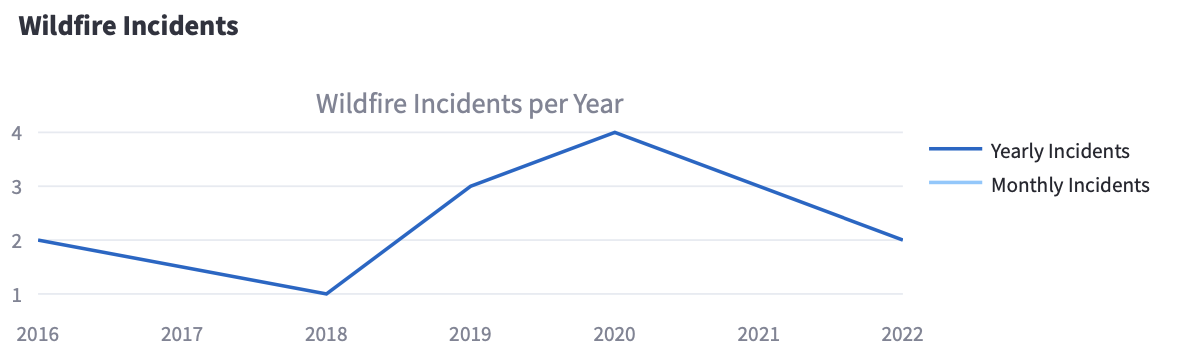 Wildfire Incidents
Wildfire Incidents per Year
4
3
2
1
2016 2017 2018 2019 2020 2021 2022
Yearly Incidents
Monthly Incidents